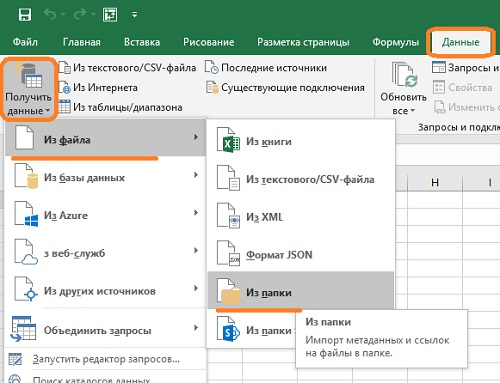 Файл Главная Вставка Рисование Разметка страницы Формулы Данные
Получить данные
Из текстового/CSV-файла
Из Интернета
Из таблицы/диапазона
Последние источники
Существующие подключения
Обновить все
Запросы и
Свойства
Изменить с
Запросы и подкл
Из файла
Из базы данных
Из Azure
з веб-служб
Из других источников
Объединить запросы
Запустить редактор запросов...
Поиск каталогов данных
Из книги
Из текстового/CSV-файла
Из XML
Формат JSON
Из папки
Из папки
H I
Из папки
Импорт метаданных и ссылок
на файлы в папке.